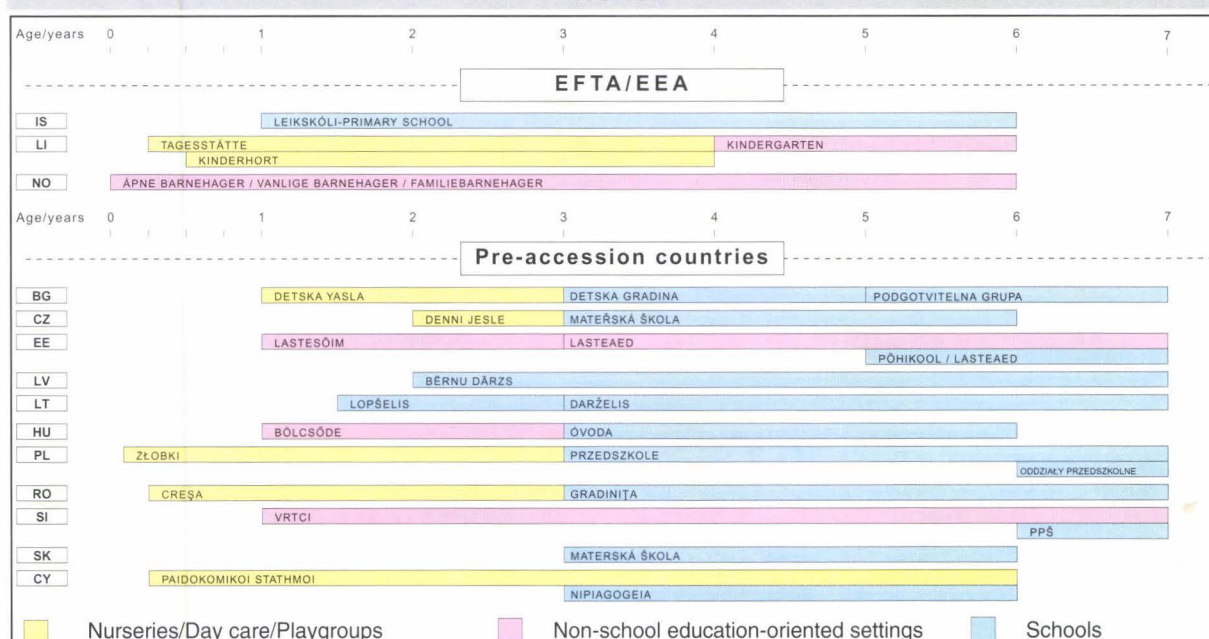 Age/years 0 1 2 3 4 5 6 7
EFTA/EEA
IS LEIKSKÓLI-PRIMARY SCHOOL
LI TAGESSTÄTTE KINDERGARTEN
KINDERHORT
NO ÅPNE BARNEHAGER / VANLIGE BARNEHAGER / FAMILIEBARNEHAGER
Age/years 0 1 2 3 4 5 6 7
Pre-accession countries
BG DETSKA YASLA DETSKA GRADINA PODGOTVITELNA GRUPA
CZ DENNI JESLE MATEŘSKÁ ŠKOLA
EE LASTESÕIM LASTEAED
PÕHIKOOL / LASTEAED
LV BĒRNU DĀRZS
LT LOPŠELIS DARŽELIS
HU BÖLCSŐDE ÓVODA
PL ŻŁOBKI PRZEDSZKOLE
ODDZIAŁY PRZEDSZKOLNE
RO CREŞA GRADINIŢA
SI VRTCI
PPŠ
SK MATERSKÁ ŠKOLA
CY PAIDOKOMIKOI STATHMOI
NIPIAGOGEIA
Nurseries/Day care/Playgroups Non-school education-oriented settings Schools